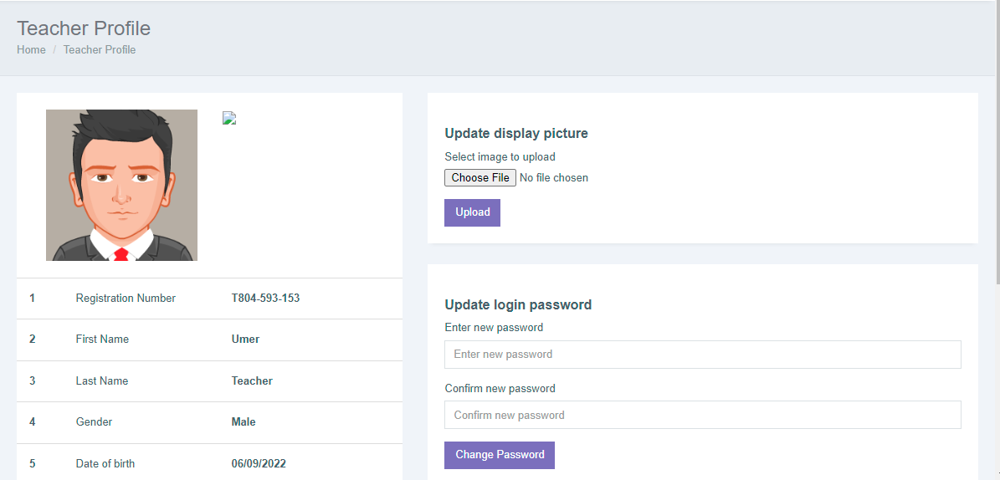 Teacher Profile
Home / Teacher Profile
1 Registration Number T804-593-153
2 First Name Umer
3 Last Name Teacher
4 Gender Male
5 Date of birth 06/09/2022
Update display picture
Select image to upload
Choose File No file chosen
Upload
Update login password
Enter new password
Enter new password
Confirm new password
Confirm new password
Change Password